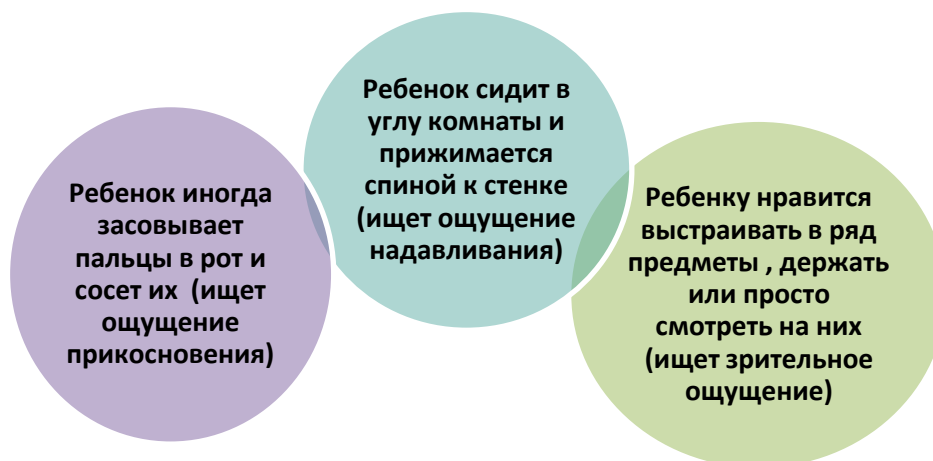 Ребенок иногда
засовывает
пальцы в рот и
сосет их  (ищет
ощущение
прикосновения)
Ребенок сидит в
углу комнаты и
прижимается
спиной к стенке
(ищет ощущение
надавливания)
Ребенку нравится
выстраивать в ряд
предметы , держать
или просто
смотреть на них
(ищет зрительное
ощущение)